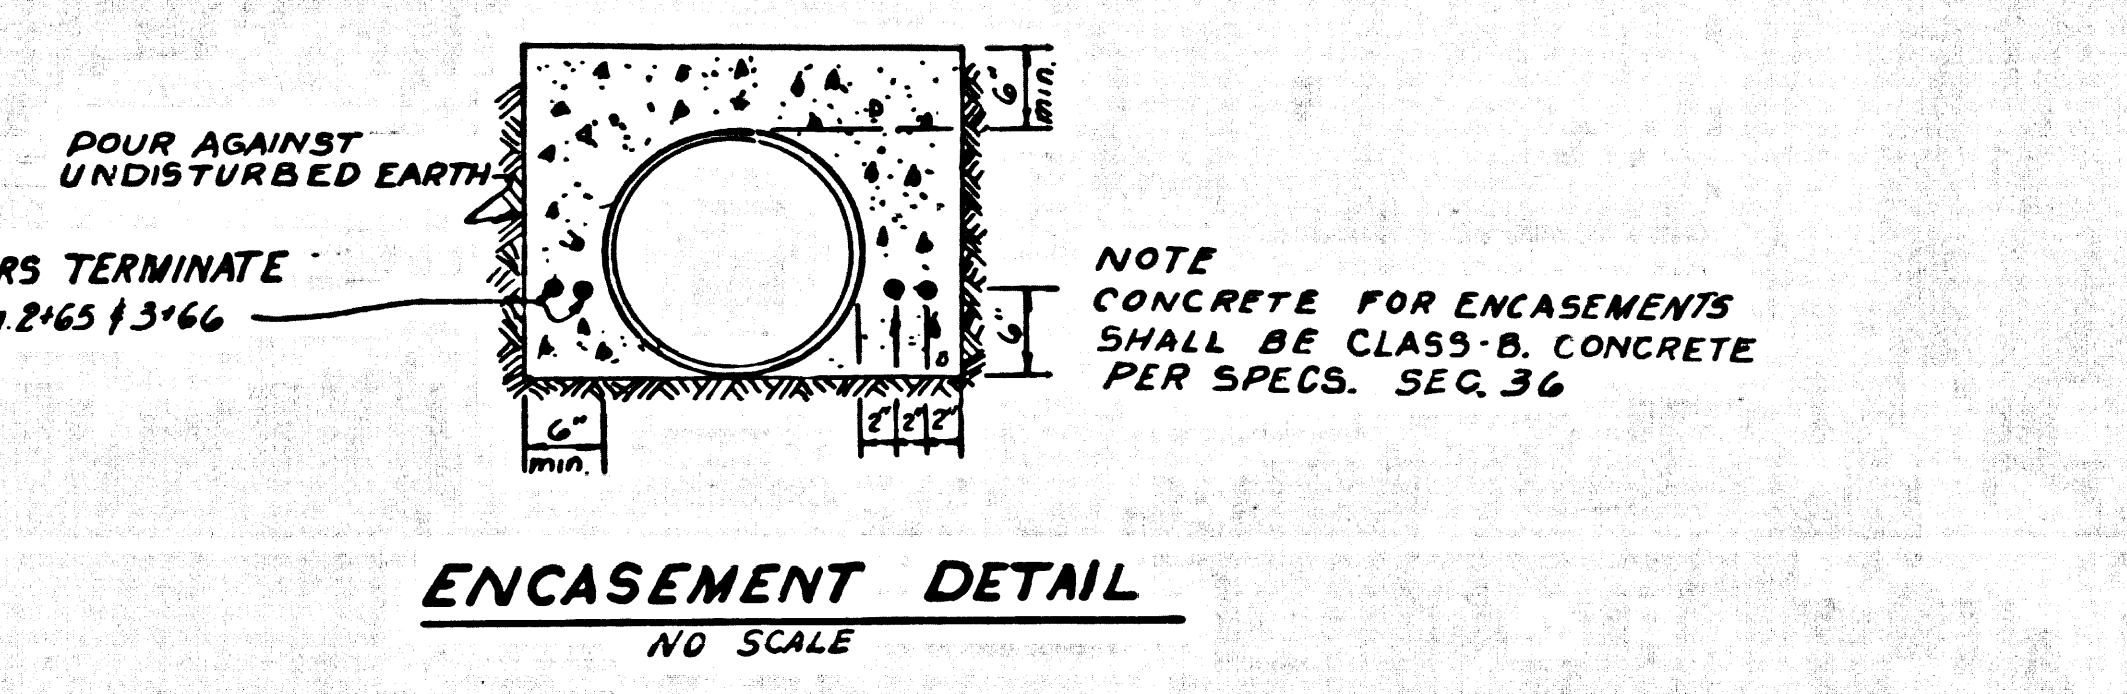 6" min.
POUR AGAINST
UNDISTURBED EARTH
TERMINATE
2+65 & 3+66
NOTE
CONCRETE FOR ENCASEMENTS
SHALL BE CLASS-B. CONCRETE
PER SPECS. SEC. 36
6"
6"
min.
2" 2" 2"
ENCASEMENT DETAIL
NO SCALE